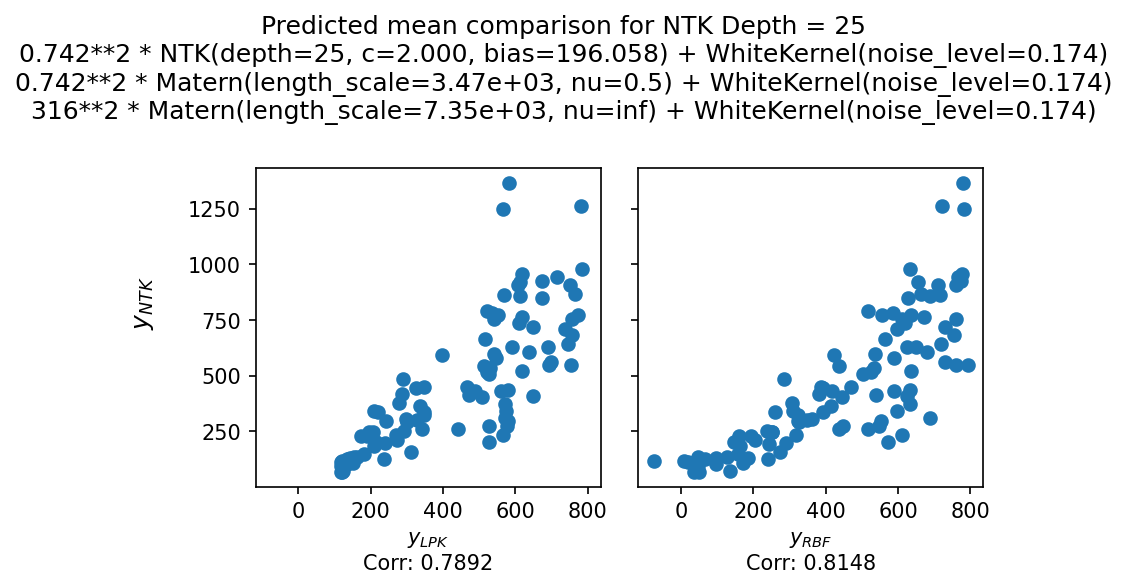 Predicted mean comparison for NTK Depth = 25
0.742**2 * NTK(depth=25, c=2.000, bias=196.058) + WhiteKernel(noise_level=0.174)
0.742**2 * Matern(length_scale=3.47e+03, nu=0.5) + WhiteKernel(noise_level=0.174)
316**2 * Matern(length_scale=7.35e+03, nu=inf) + WhiteKernel(noise_level=0.174)
y_NTK
1250
1000
750
500
250
0 200 400 600 800
y_LPK
Corr: 0.7892
0 200 400 600 800
y_RBF
Corr: 0.8148